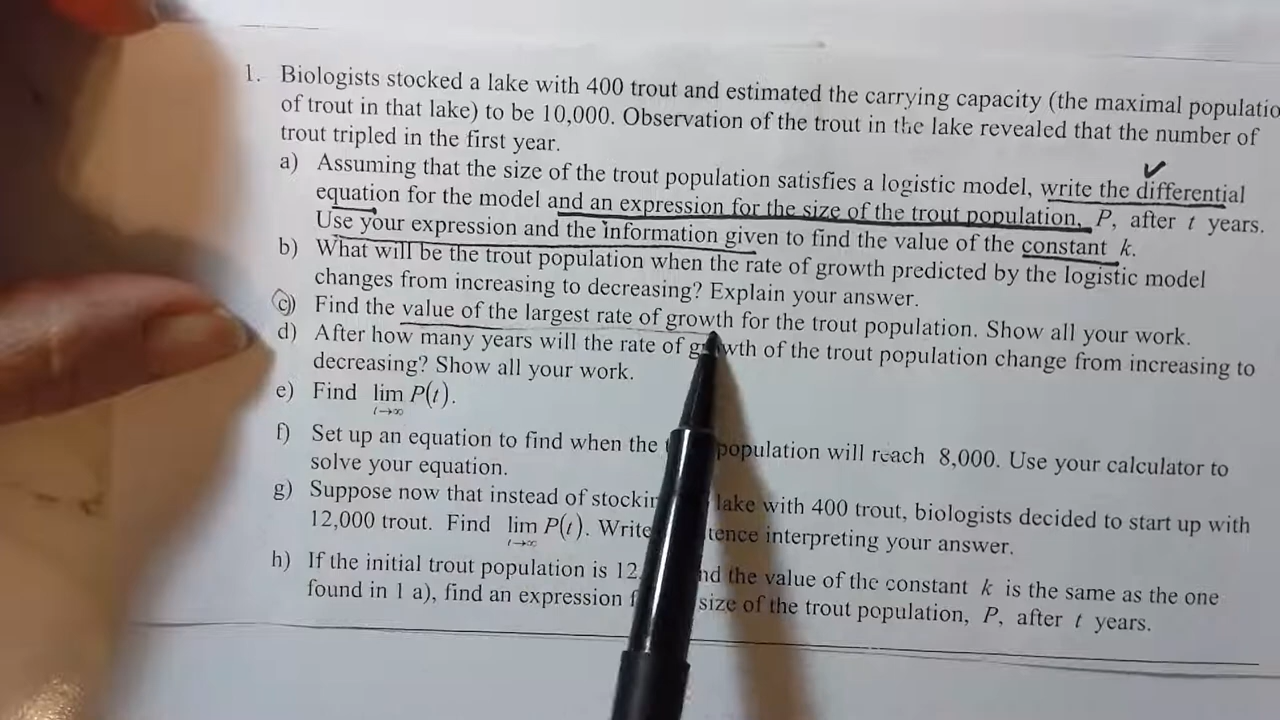 1. Biologists stocked a lake with 400 trout and estimated the carrying capacity (the maximal populatio
of trout in that lake) to be 10,000. Observation of the trout in the lake revealed that the number of
trout tripled in the first year.
a) Assuming that the size of the trout population satisfies a logistic model, write the differential
equation for the model and an expression for the size of the trout population, P, after t years.
Use your expression and the information given to find the value of the constant k.
b) What will be the trout population when the rate of growth predicted by the logistic model
changes from increasing to decreasing? Explain your answer.
c) Find the value of the largest rate of growth for the trout population. Show all your work.
d) After how many years will the rate of growth of the trout population change from increasing to
decreasing? Show all your work.
e) Find lim P(t).
t→∞
f) Set up an equation to find when the population will reach 8,000. Use your calculator to
solve your equation.
g) Suppose now that instead of stockin lake with 400 trout, biologists decided to start up with
12,000 trout. Find lim P(t). Write tence interpreting your answer.
t→∞
h) If the initial trout population is 12, nd the value of the constant k is the same as the one
found in 1 a), find an expression f size of the trout population, P, after t years.